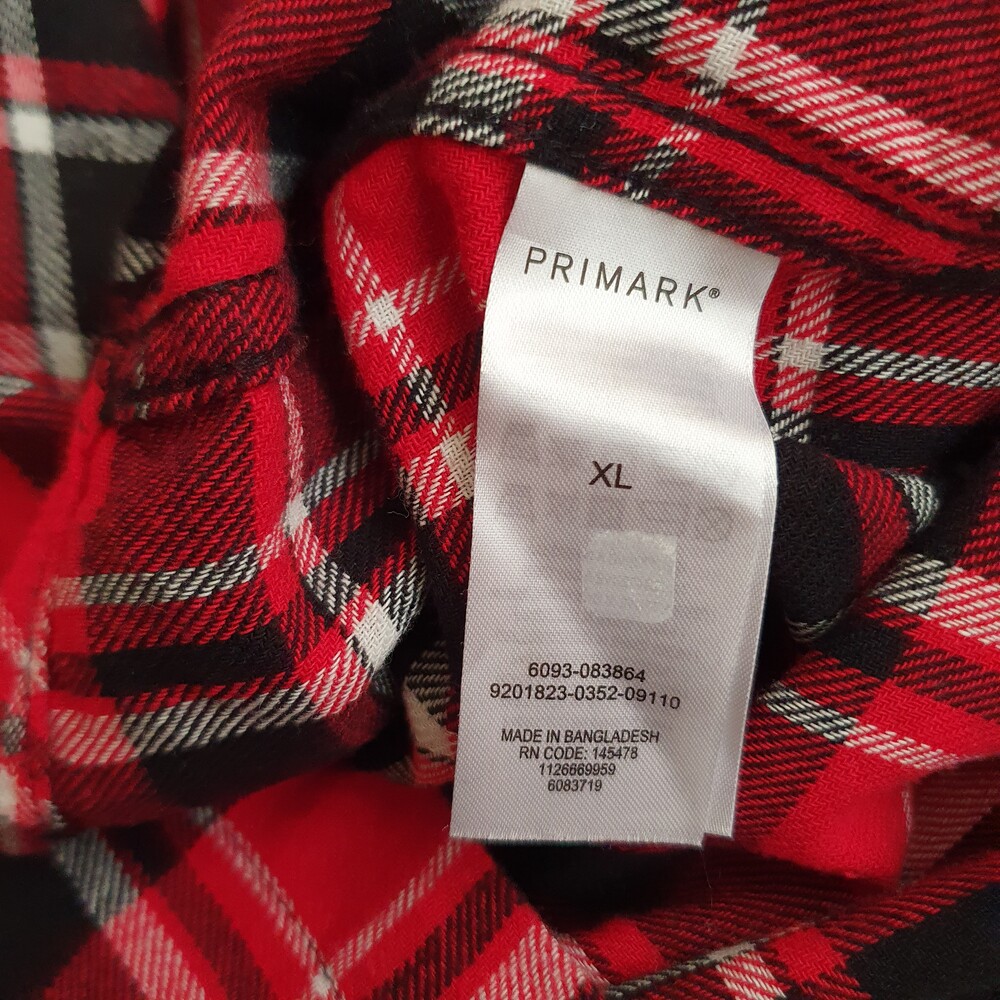 PRIMARK®
XL
6093-083864
9201823-0352-09110
MADE IN BANGLADESH
RN CODE: 145478
1126669959
6083719